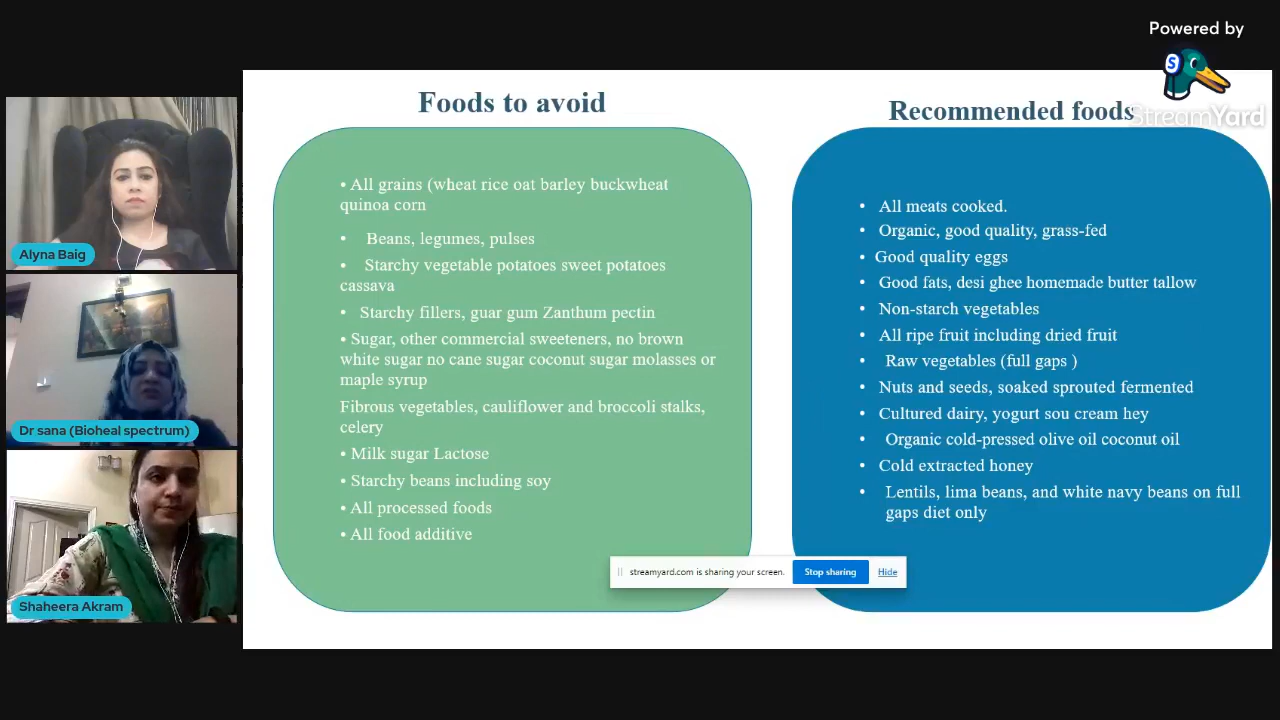 Powered by
StreamYard
Alyna Baig
Dr sana (Bioheal spectrum)
Shaheera Akram
Foods to avoid
• All grains (wheat rice oat barley buckwheat
quinoa corn
• Beans, legumes, pulses
• Starchy vegetable potatoes sweet potatoes
cassava
• Starchy fillers, guar gum Zanthum pectin
• Sugar, other commercial sweeteners, no brown
white sugar no cane sugar coconut sugar molasses or
maple syrup
Fibrous vegetables, cauliflower and broccoli stalks,
celery
• Milk sugar Lactose
• Starchy beans including soy
• All processed foods
• All food additive
Recommended foods
• All meats cooked.
• Organic, good quality, grass-fed
• Good quality eggs
• Good fats, desi ghee homemade butter tallow
• Non-starch vegetables
• All ripe fruit including dried fruit
• Raw vegetables (full gaps )
• Nuts and seeds, soaked sprouted fermented
• Cultured dairy, yogurt sou cream hey
• Organic cold-pressed olive oil coconut oil
• Cold extracted honey
• Lentils, lima beans, and white navy beans on full
gaps diet only
streamyard.com is sharing your screen.
Stop sharing
Hide